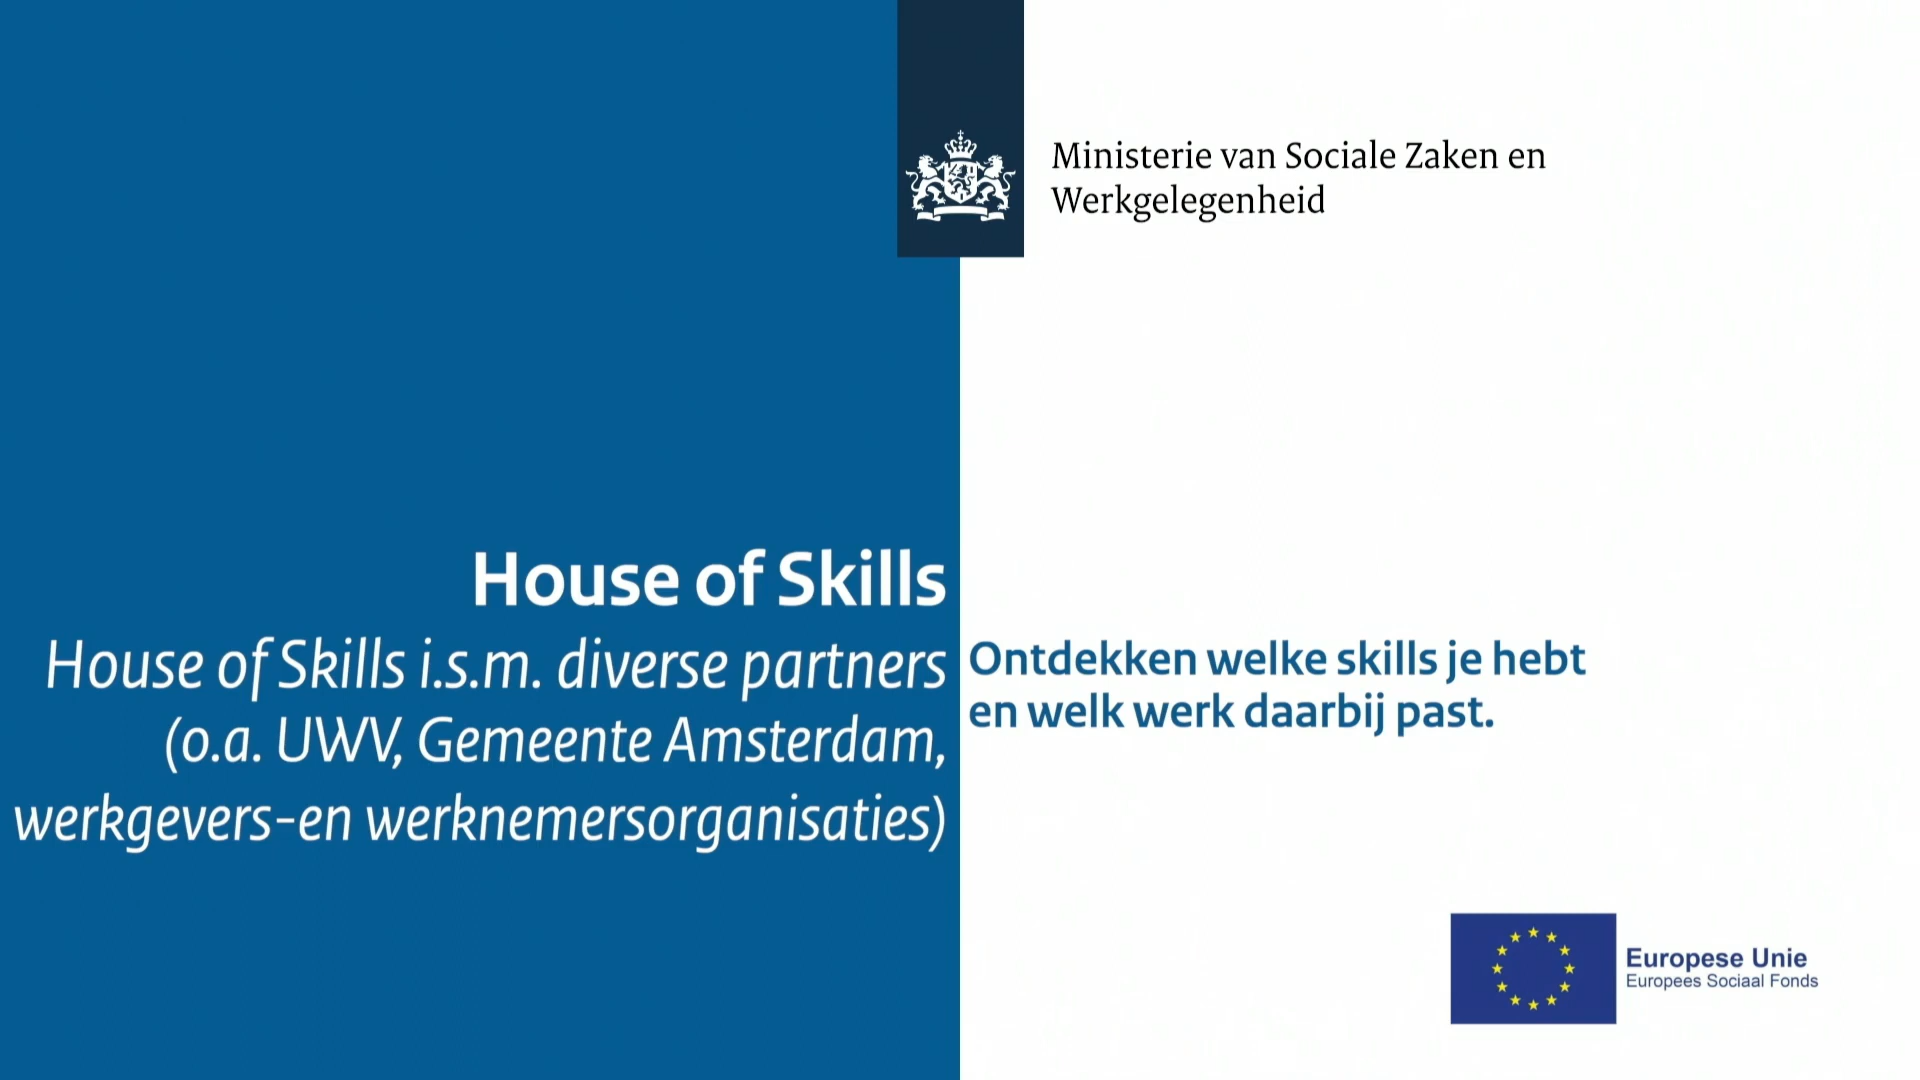 Ministerie van Sociale Zaken en
Werkgelegenheid
House of Skills
House of Skills i.s.m. diverse partners
(o.a. UWV, Gemeente Amsterdam,
werkgevers-en werknemersorganisaties)
Ontdekken welke skills je hebt
en welk werk daarbij past.
Europese Unie
Europees Sociaal Fonds